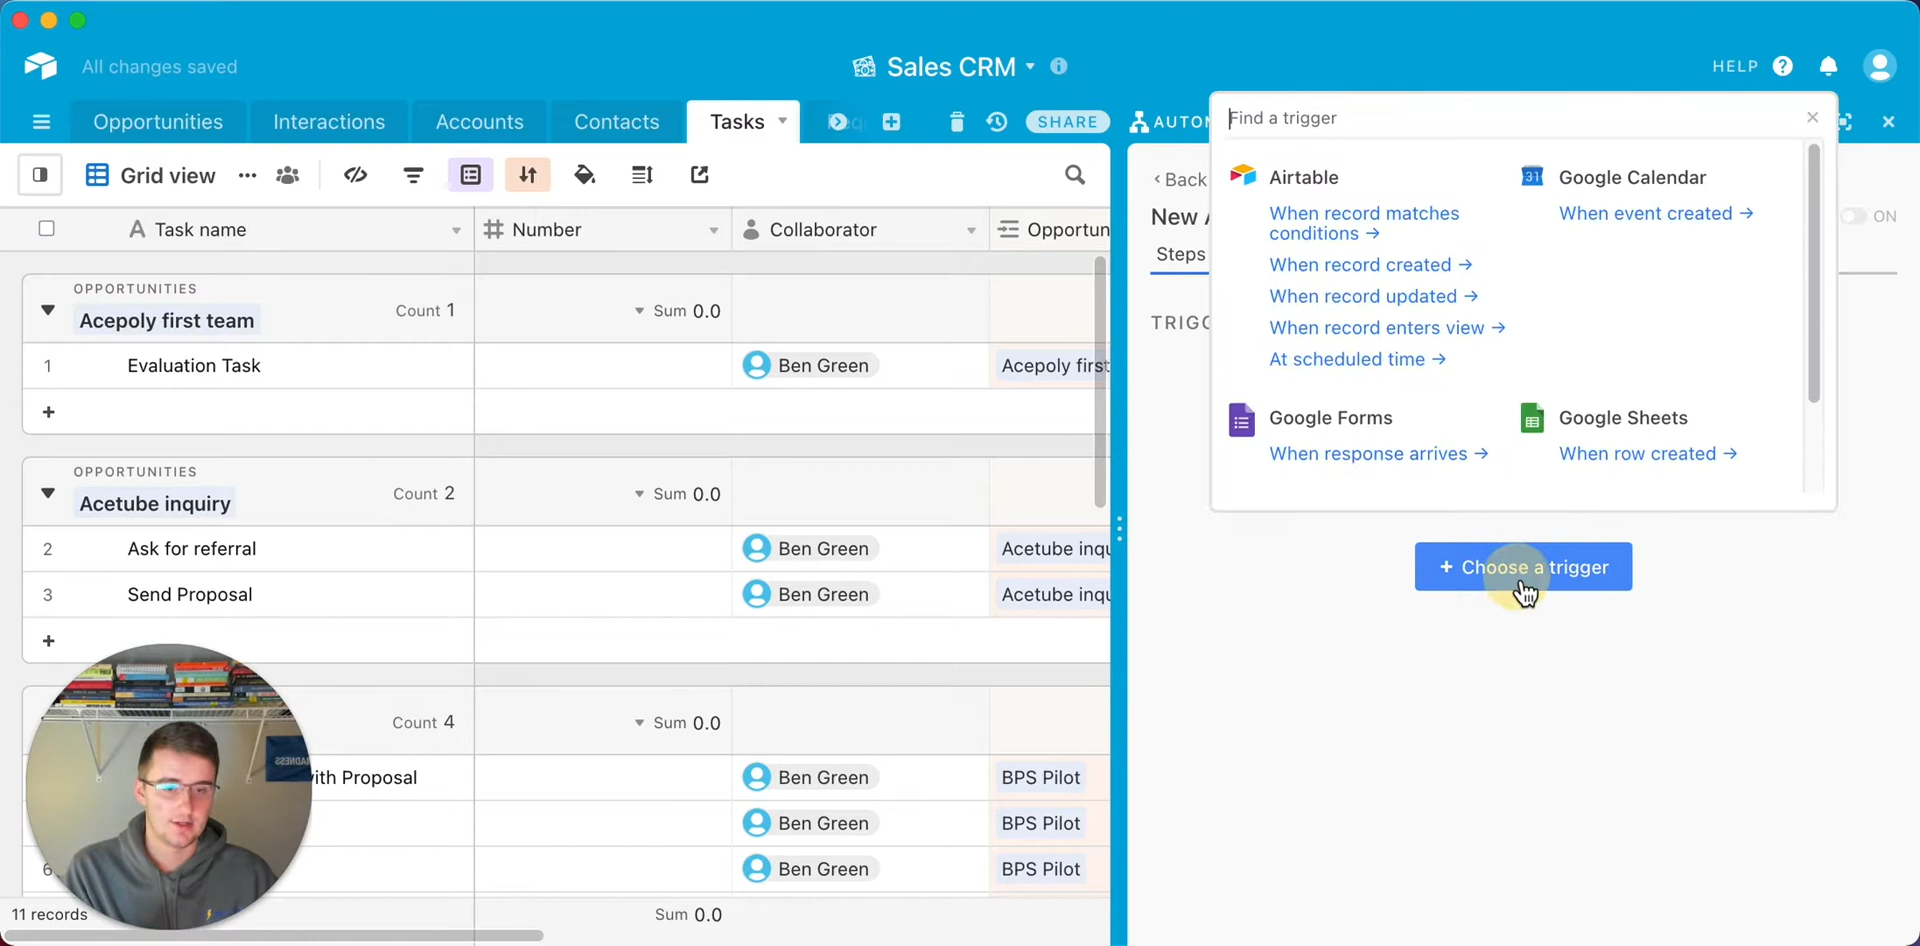 All changes saved
Sales CRM
HELP
Opportunities
Interactions
Accounts
Contacts
Tasks
SHARE
AUTOM
Grid view
Task name
Number
Collaborator
Opportun
OPPORTUNITIES
Acepoly first team
Count 1
Sum 0.0
1
Evaluation Task
Ben Green
Acepoly first
+
OPPORTUNITIES
Acetube inquiry
Count 2
Sum 0.0
2
Ask for referral
Ben Green
Acetube inqu
3
Send Proposal
Ben Green
Acetube inqu
+
Count 4
Sum 0.0
with Proposal
Ben Green
BPS Pilot
Ben Green
BPS Pilot
6
Ben Green
BPS Pilot
11 records
Sum 0.0
Back
New A
ON
Steps
TRIGG
Find a trigger
Airtable
When record matches
conditions →
When record created →
When record updated →
When record enters view →
At scheduled time →
31
Google Calendar
When event created →
Google Forms
When response arrives →
Google Sheets
When row created →
+ Choose a trigger